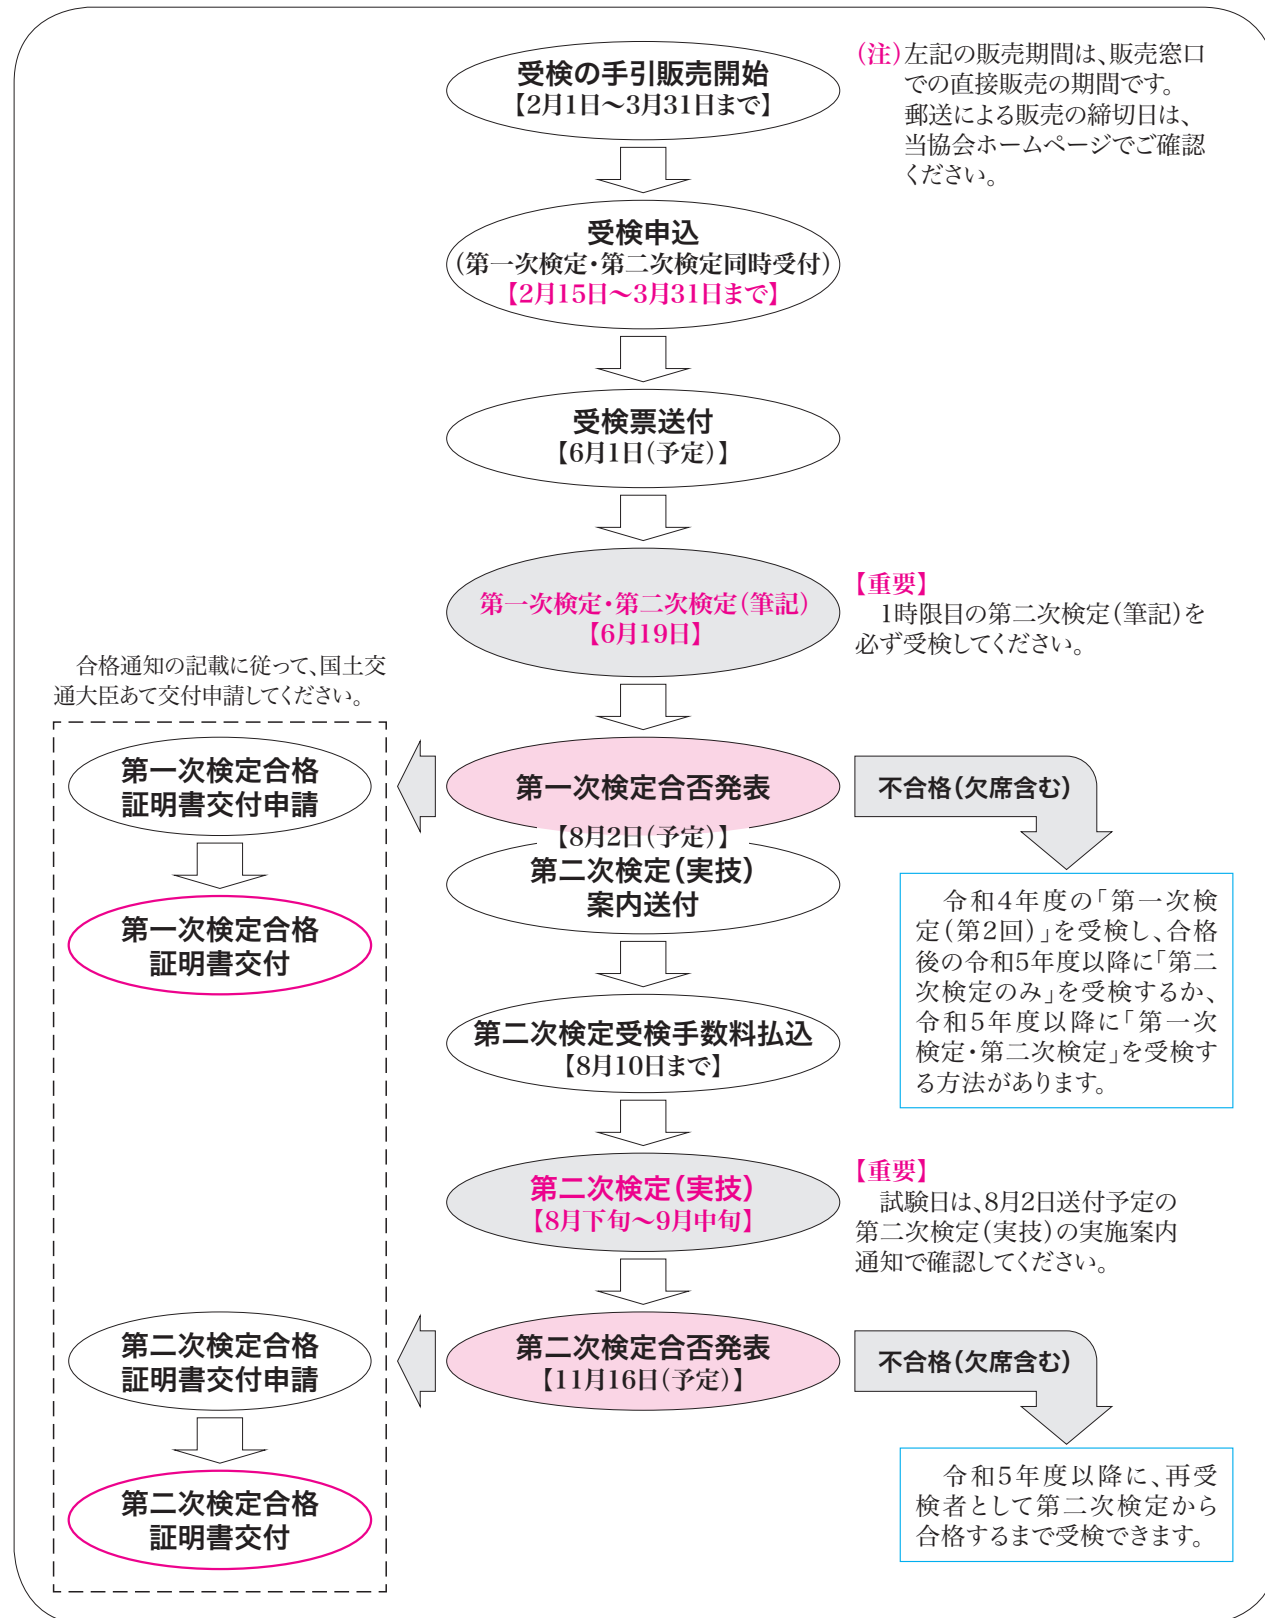 受検の手引販売開始
【2月1日～3月31日まで】
(注)左記の販売期間は、販売窓口
での直接販売の期間です。
郵送による販売の締切日は、
当協会ホームページでご確認
ください。
受検申込
(第一次検定・第二次検定同時受付)
【2月15日～3月31日まで】
受検票送付
【6月1日(予定)】
第一次検定・第二次検定(筆記)
【6月19日】
【重要】
1時限目の第二次検定(筆記)を
必ず受検してください。
合格通知の記載に従って、国土交
通大臣あて交付申請してください。
第一次検定合格
証明書交付申請
第一次検定合否発表
【8月2日(予定)】
不合格(欠席含む)
第二次検定(実技)
案内送付
第一次検定合格
証明書交付
令和4年度の「第一次検
定(第2回)」を受検し、合格
後の令和5年度以降に「第二
次検定のみ」を受検するか、
令和5年度以降に「第一次
検定・第二次検定」を受検す
る方法があります。
第二次検定受検手数料払込
【8月10日まで】
第二次検定(実技)
【8月下旬～9月中旬】
【重要】
試験日は、8月2日送付予定の
第二次検定(実技)の実施案内
通知で確認してください。
第二次検定合格
証明書交付申請
第二次検定合否発表
【11月16日(予定)】
不合格(欠席含む)
第二次検定合格
証明書交付
令和5年度以降に、再受
検者として第二次検定から
合格するまで受検できます。